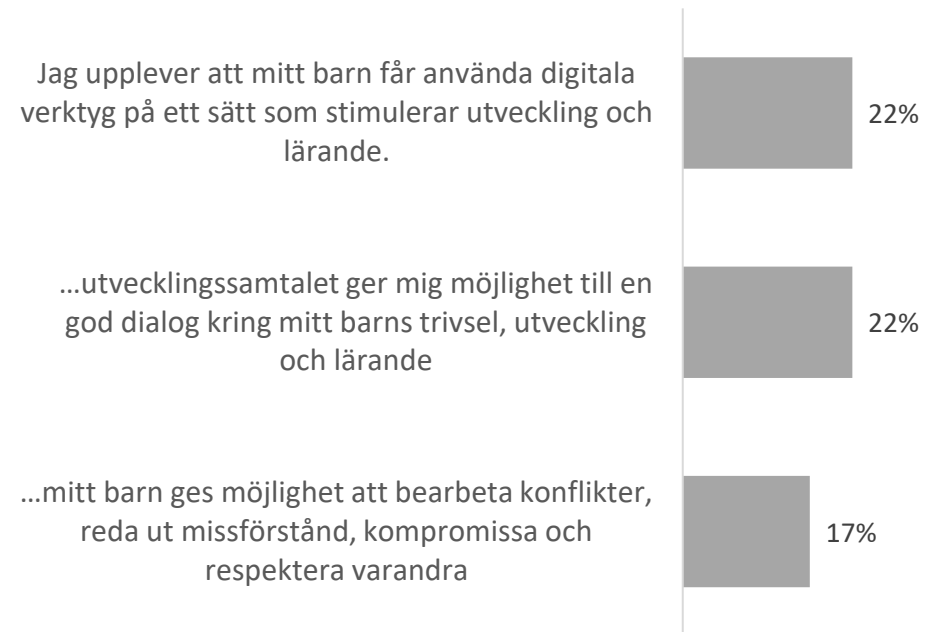 Jag upplever att mitt barn får använda digitala
verktyg på ett sätt som stimulerar utveckling och
lärande.
22%
...utvecklingssamtalet ger mig möjlighet till en
god dialog kring mitt barns trivsel, utveckling
och lärande
22%
...mitt barn ges möjlighet att bearbeta konflikter,
reda ut missförstånd, kompromissa och
respektera varandra
17%